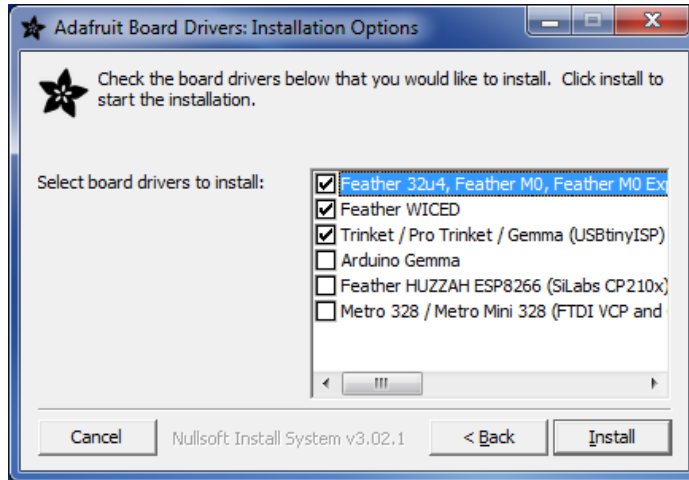 Adafruit Board Drivers: Installation Options
Check the board drivers below that you would like to install. Click install to
start the installation.
Select board drivers to install:
Feather 32u4, Feather M0, Feather M0
Feather WICED
Trinket / Pro Trinket / Gemma (USBtinyISP)
Arduino Gemma
Feather HUZZAH ESP8266 (SiLabs CP210x)
Metro 328 / Metro Mini 328 (FTDI VCP and
Cancel
Nullsoft Install System v3.02.1
< Back
Install